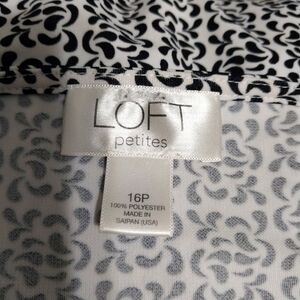 LOFT
petites
16P
100% POLYESTER
MADE IN
SAIPAN (USA)